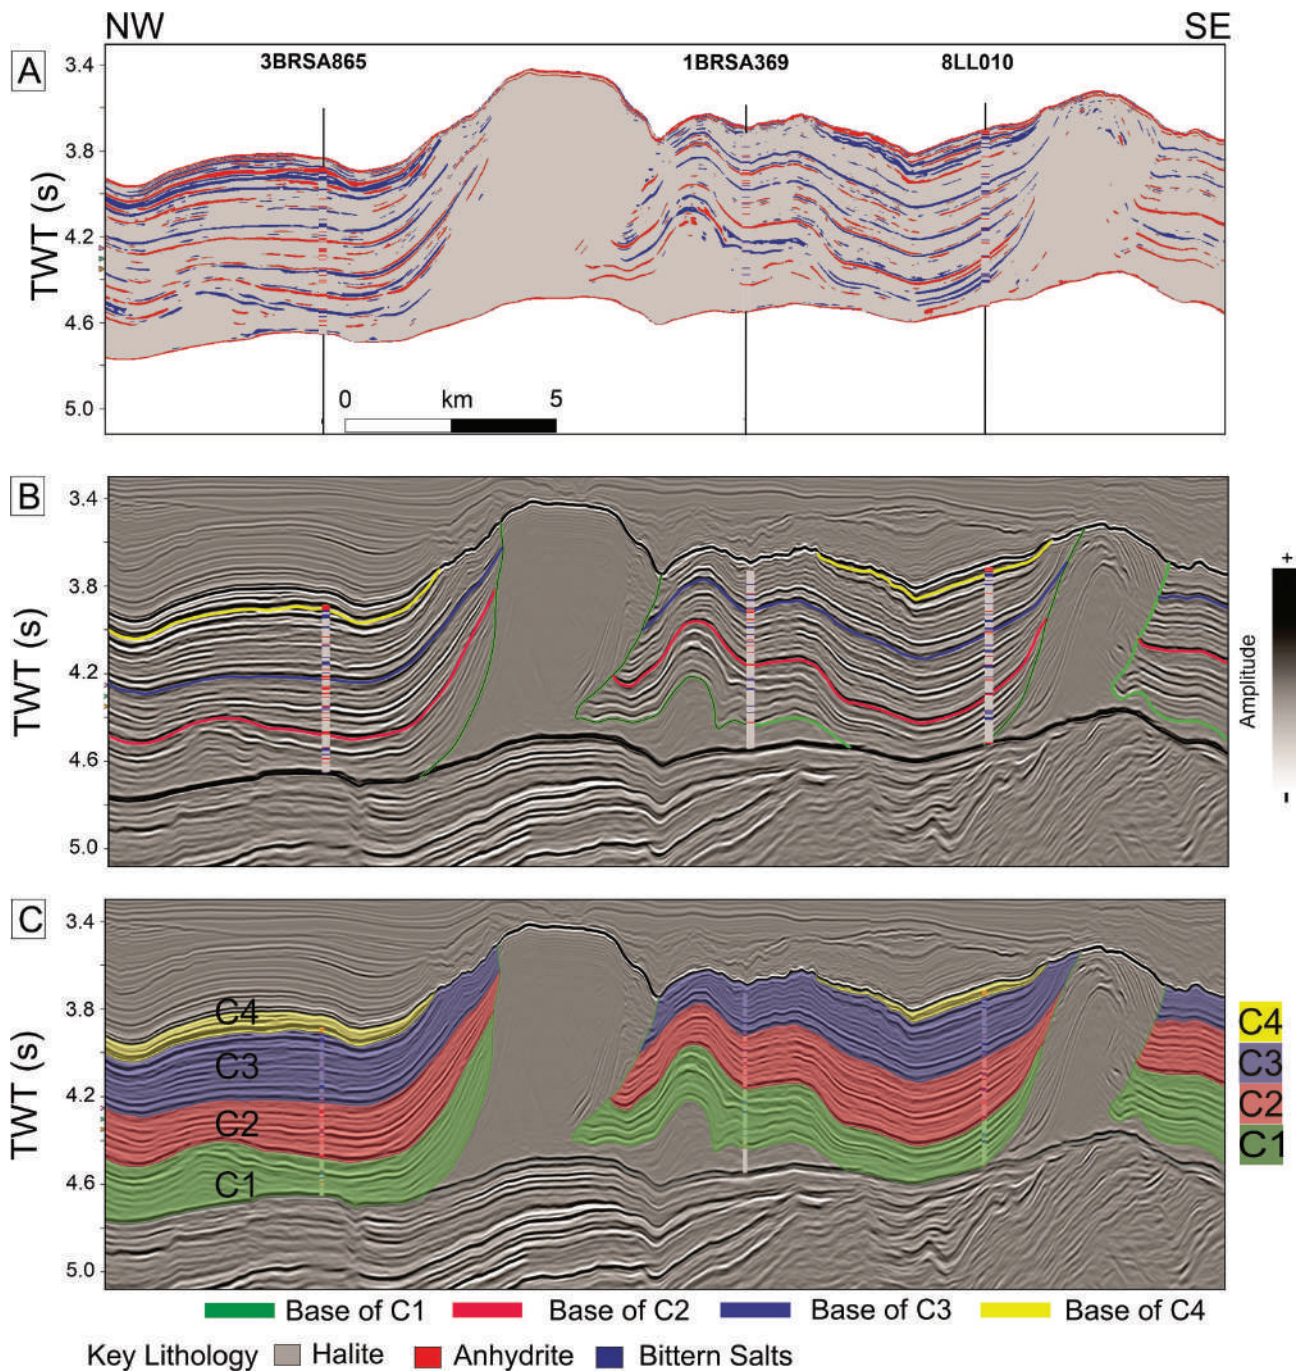 NW SE
A
3BRSA865 1BRSA369 8LL010
3.4
3.8
4.2
4.6
5.0
TWT (s)
0 km 5
B
3.4
3.8
4.2
4.6
5.0
TWT (s)
+
Amplitude
-
C
3.4
3.8
4.2
4.6
5.0
TWT (s)
C4
C3
C2
C1
C4
C3
C2
C1
Base of C1 Base of C2 Base of C3 Base of C4
Key Lithology Halite Anhydrite Bittern Salts